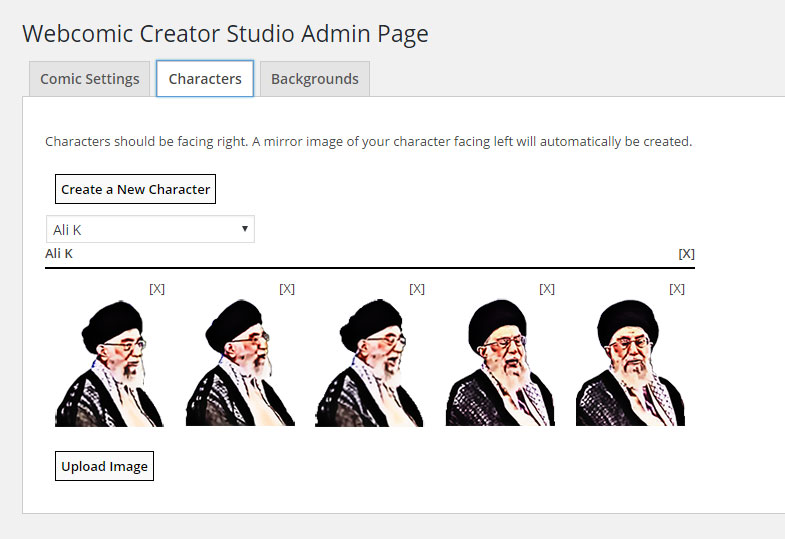 Webcomic Creator Studio Admin Page
Comic Settings
Characters
Backgrounds
Characters should be facing right. A mirror image of your character facing left will automatically be created.
Create a New Character
Ali K
Ali K [X]
[X] [X] [X] [X] [X]
Upload Image